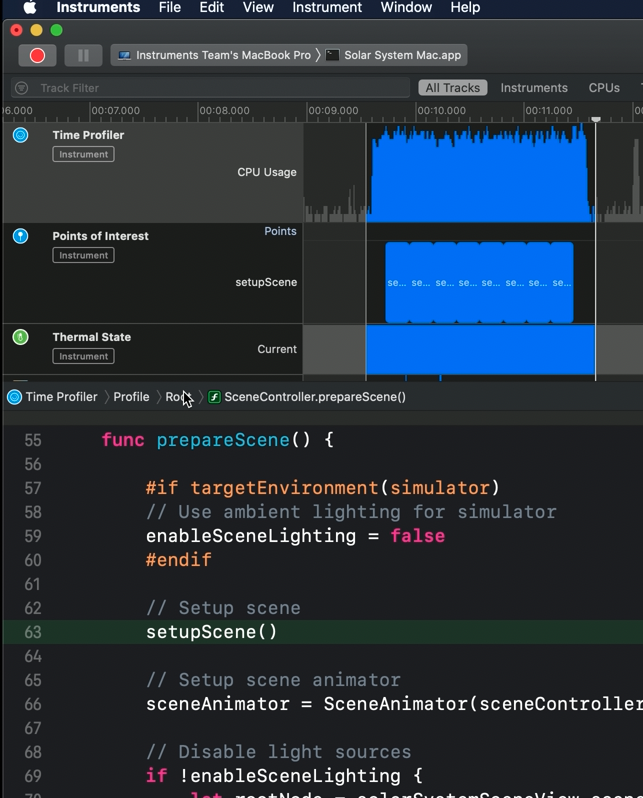 Instruments File Edit View Instrument Window Help
Instruments Team's MacBook Pro Solar System Mac.app
Track Filter All Tracks Instruments CPUs
6.000 00:07.000 00:08.000 00:09.000 00:10.000 00:11.000
Time Profiler
Instrument
CPU Usage
Points of Interest Points
Instrument
setupScene se... se... se... se... se... se... se... se...
Thermal State
Instrument
Current
Time Profiler Profile Root SceneController.prepareScene()
55 func prepareScene() {
56
57 #if targetEnvironment(simulator)
58 // Use ambient lighting for simulator
59 enableSceneLighting = false
60 #endif
61
62 // Setup scene
63 setupScene()
64
65 // Setup scene animator
66 sceneAnimator = SceneAnimator(sceneController
67
68 // Disable light sources
69 if !enableSceneLighting {